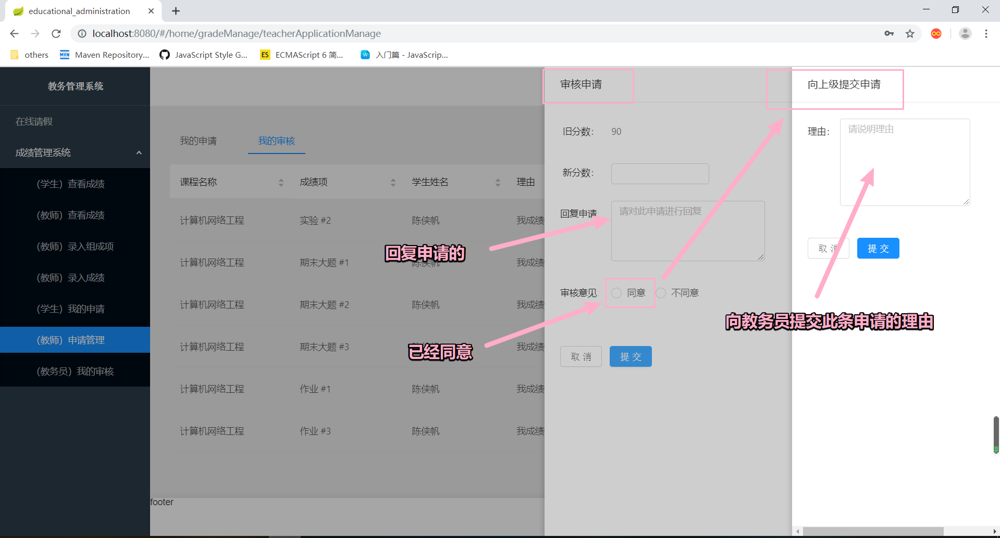 educational_administration
localhost:8080/#/home/gradeManage/teacherApplicationManage
others
Maven Repository...
JavaScript Style G...
ES
ECMAScript 6 简...
W
入门篇 - JavaScrip...
教务管理系统
在线请假
成绩管理系统
(学生) 查看成绩
(教师) 查看成绩
(教师) 录入组成项
(教师) 录入成绩
(学生) 我的申请
(教师) 申请管理
(教务员) 我的审核
我的申请
我的审核
课程名称 成绩项 学生姓名 理由
计算机网络工程 实验 #2 陈侠帆 我成绩
计算机网络工程 期末大题 #1 陈侠帆 我成绩
计算机网络工程 期末大题 #2 陈侠帆 我成绩
计算机网络工程 期末大题 #3 陈侠帆 我成绩
计算机网络工程 作业 #1 陈侠帆 我成绩
计算机网络工程 作业 #3 陈侠帆 我成绩
footer
回复申请的
已经同意
审核申请
旧分数: 90
新分数:
回复申请:
请对此申请进行回复
审核意见:
同意
不同意
取 消
提 交
向上级提交申请
理由:
请说明理由
取 消
提 交
向教务员提交此条申请的理由